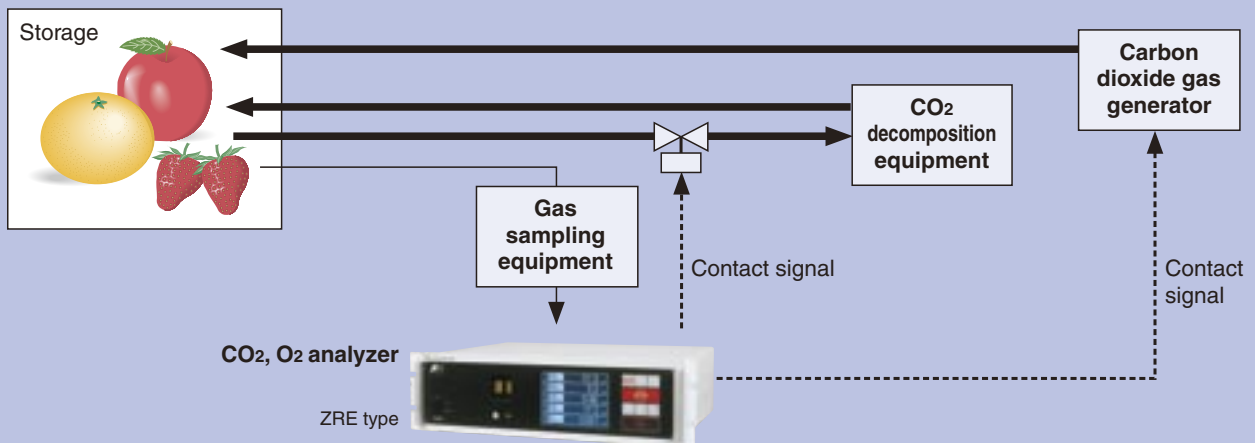 Storage
Carbon
dioxide gas
generator
CO2
decomposition
equipment
Gas
sampling
equipment
Contact signal
Contact
signal
CO2, O2 analyzer
ZRE type